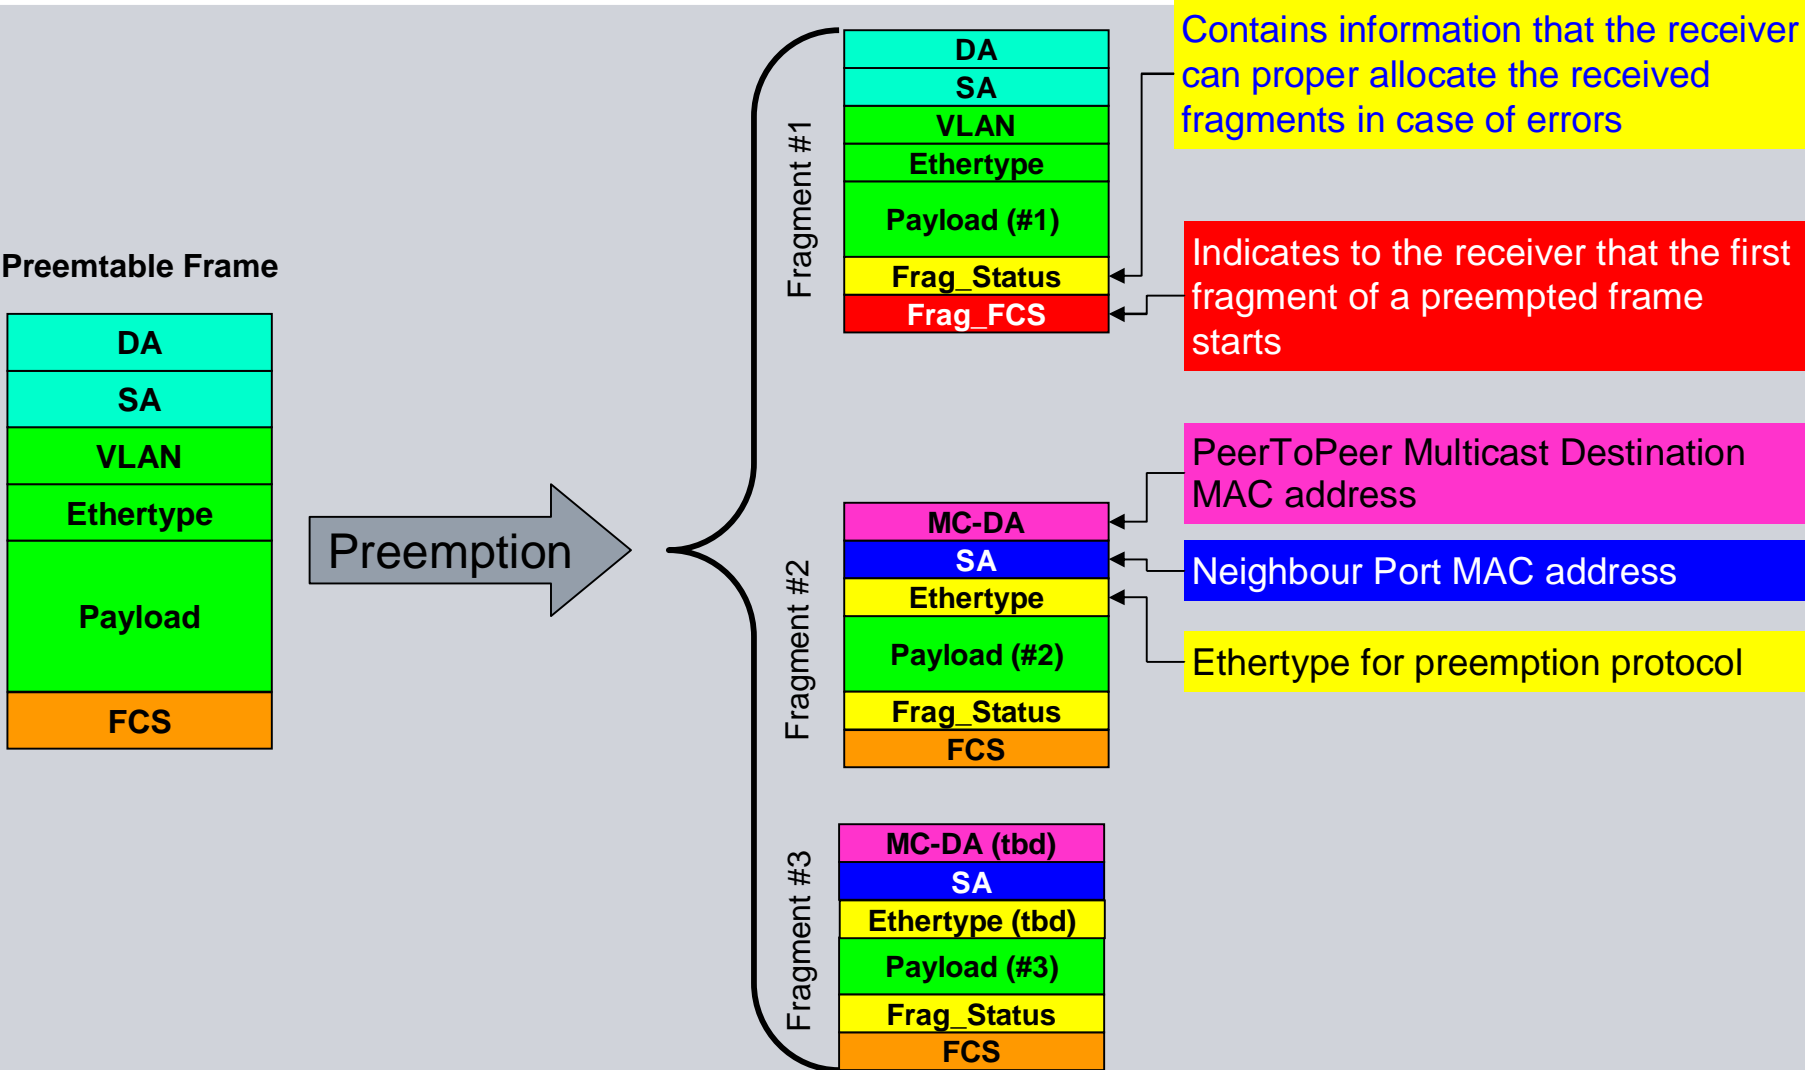 Preemtable Frame
DA
SA
VLAN
Ethertype
Payload
FCS
Preemption
Fragment #1
DA
SA
VLAN
Ethertype
Payload (#1)
Frag_Status
Frag_FCS
Contains information that the receiver
can proper allocate the received
fragments in case of errors
Indicates to the receiver that the first
fragment of a preempted frame
starts
Fragment #2
MC-DA
SA
Ethertype
Payload (#2)
Frag_Status
FCS
PeerToPeer Multicast Destination
MAC address
Neighbour Port MAC address
Ethertype for preemption protocol
Fragment #3
MC-DA (tbd)
SA
Ethertype (tbd)
Payload (#3)
Frag_Status
FCS